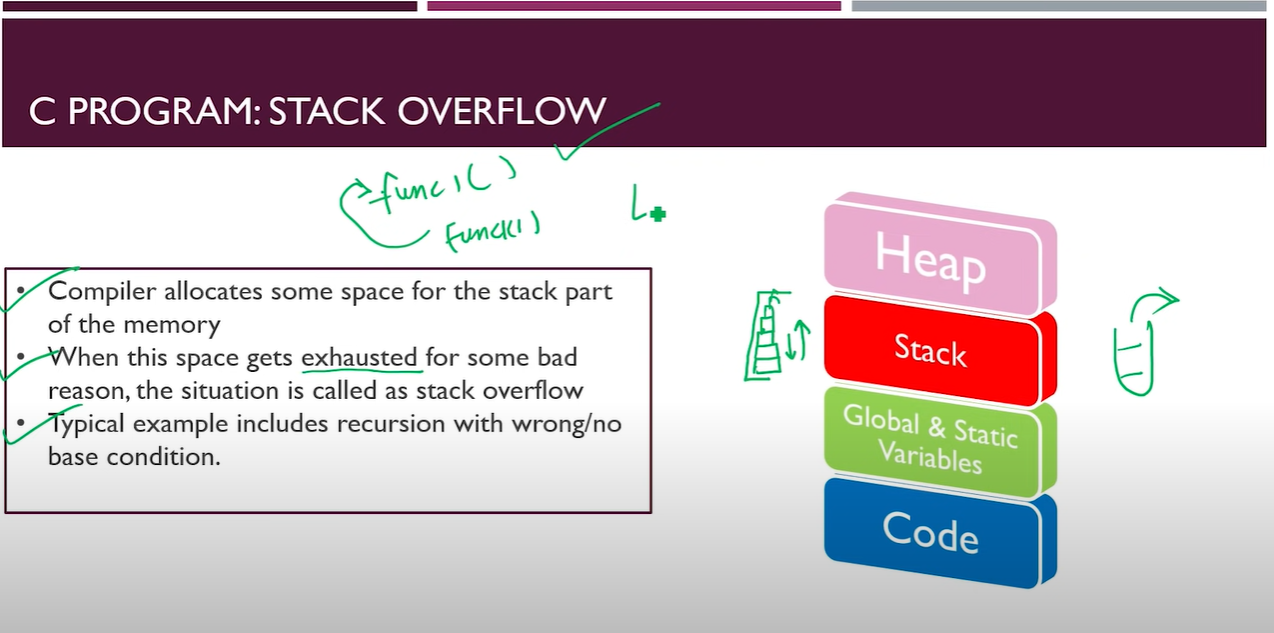 C PROGRAM: STACK OVERFLOW
func1( )
func1( )
• Compiler allocates some space for the stack part
of the memory
• When this space gets exhausted for some bad
reason, the situation is called as stack overflow
• Typical example includes recursion with wrong/no
base condition.
Heap
Stack
Global & Static
Variables
Code